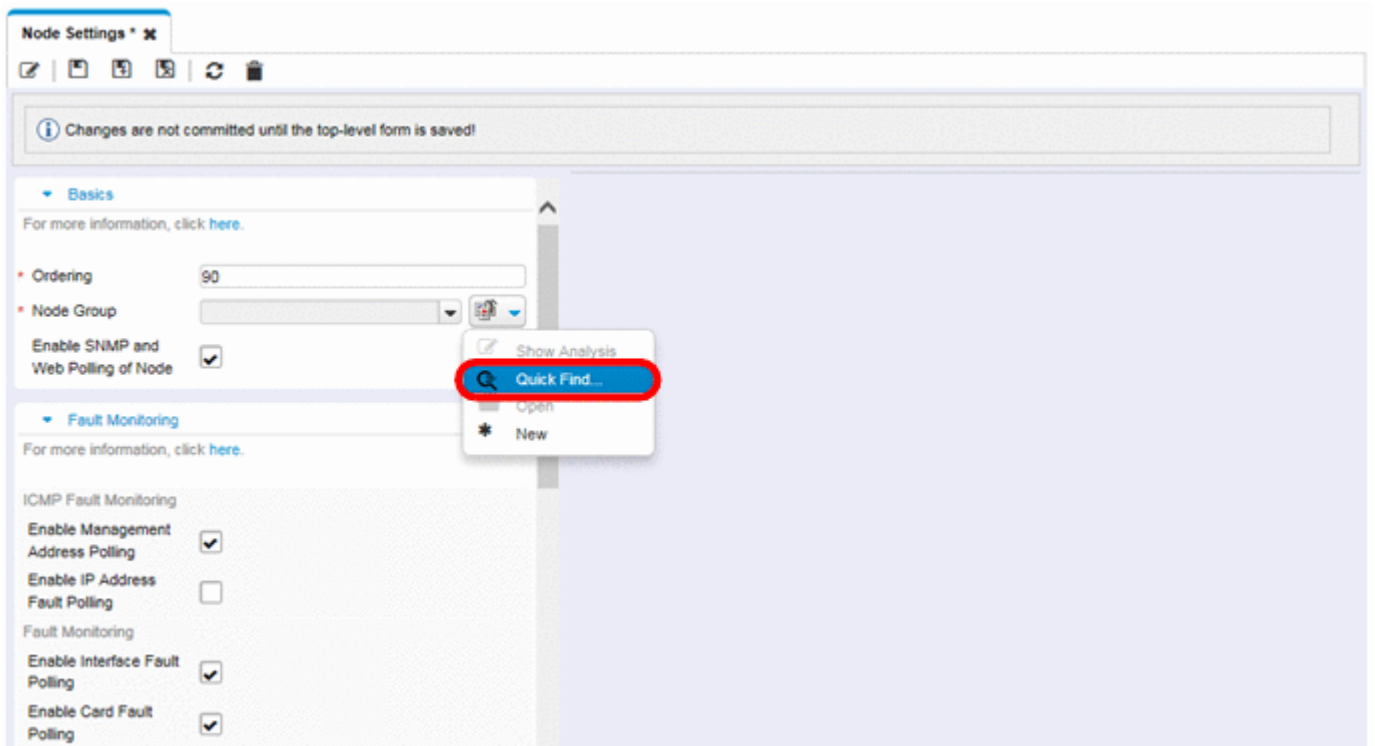 Node Settings *
Changes are not committed until the top-level form is saved!
Basics
For more information, click here.
* Ordering 90
* Node Group
Enable SNMP and
Web Polling of Node
Show Analysis
Quick Find...
Open
* New
Fault Monitoring
For more information, click here.
ICMP Fault Monitoring
Enable Management
Address Polling
Enable IP Address
Fault Polling
Fault Monitoring
Enable Interface Fault
Polling
Enable Card Fault
Polling